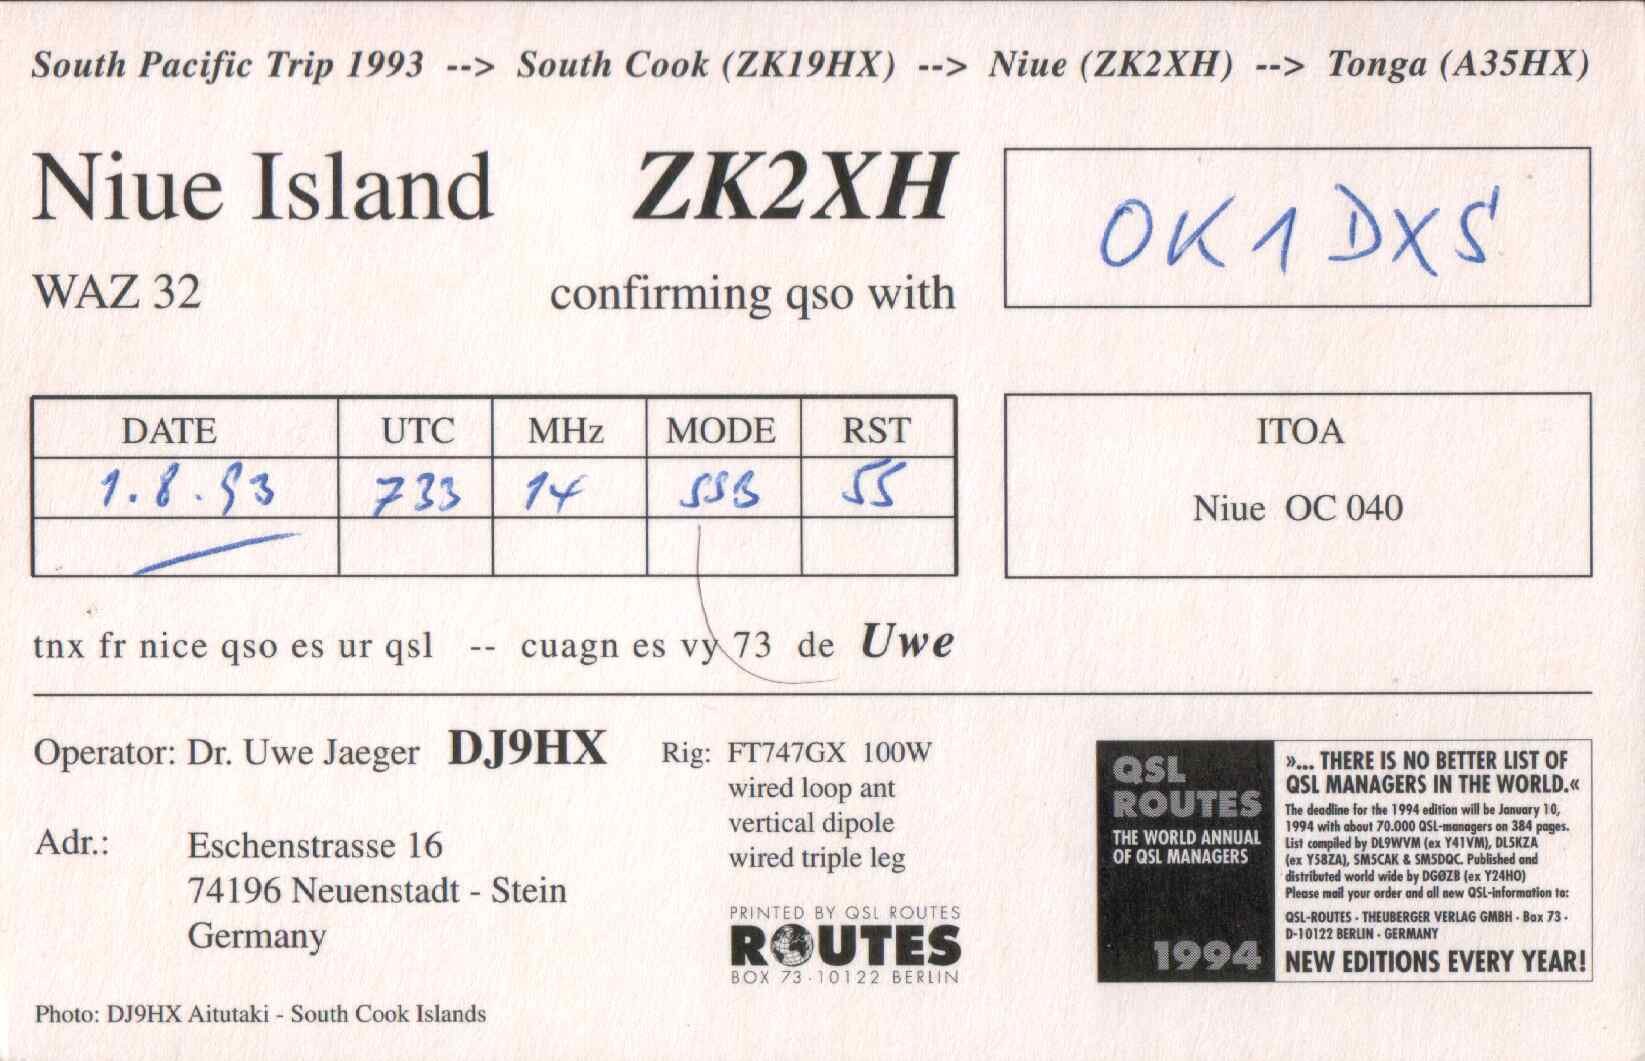 South Pacific Trip 1993 --> South Cook (ZK19HX) --> Niue (ZK2XH) --> Tonga (A35HX)
Niue Island ZK2XH
OK1DXS
WAZ 32 confirming qso with
DATE UTC MHz MODE RST
1.8.93 733 14 SSB 55
ITOA
Niue OC 040
tnx fr nice qso es ur qsl -- cuagn es vy 73 de Uwe
Operator: Dr. Uwe Jaeger DJ9HX
Adr.: Eschenstrasse 16
74196 Neuenstadt - Stein
Germany
Rig: FT747GX 100W
wired loop ant
vertical dipole
wired triple leg
PRINTED BY QSL ROUTES
ROUTES
BOX 73 · 10122 BERLIN
QSL
ROUTES
THE WORLD ANNUAL
OF QSL MANAGERS
1994
»... THERE IS NO BETTER LIST OF
QSL MANAGERS IN THE WORLD.«
The deadline for the 1994 edition will be January 10,
1994 with about 70.000 QSL-managers on 384 pages.
List compiled by DL9WVM (ex Y41VM), DL5KZA
(ex Y58ZA), SM5CAK & SM5DQC. Published and
distributed world wide by DGØZB (ex Y24HO)
Please mail your order and all new QSL-information to:
QSL-ROUTES · THEUBERGER VERLAG GMBH · Box 73 ·
D-10122 BERLIN · GERMANY
NEW EDITIONS EVERY YEAR!
Photo: DJ9HX Aitutaki - South Cook Islands